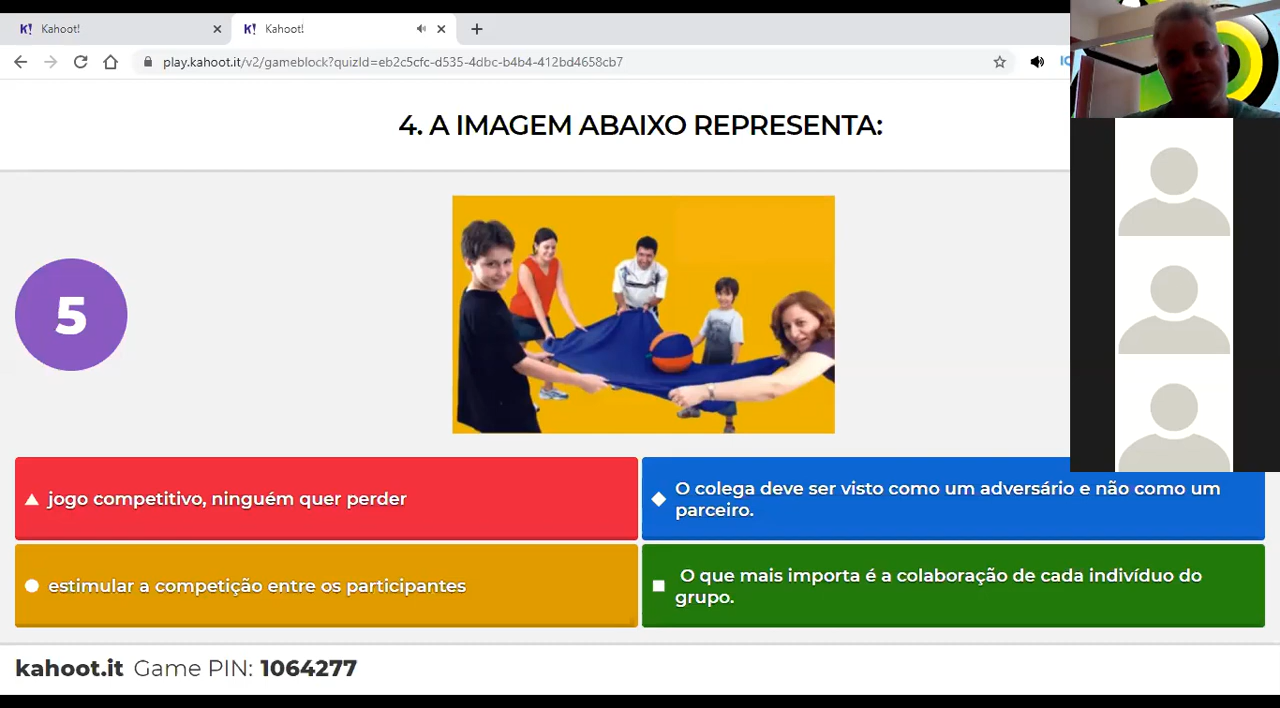 K! Kahoot!
K! Kahoot!
play.kahoot.it/v2/gameblock?quizId=eb2c5cfc-d535-4dbc-b4b4-412bd4658cb7
4. A IMAGEM ABAIXO REPRESENTA:
5
jogo competitivo, ninguém quer perder
O colega deve ser visto como um adversário e não como um
parceiro.
estimular a competição entre os participantes
O que mais importa é a colaboração de cada indivíduo do
grupo.
kahoot.it Game PIN: 1064277